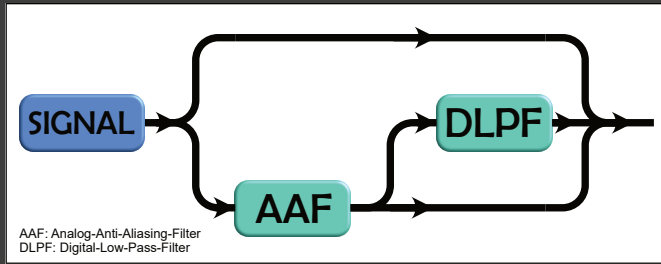 SIGNAL
DLPF
AAF
AAF: Analog-Anti-Aliasing-Filter
DLPF: Digital-Low-Pass-Filter